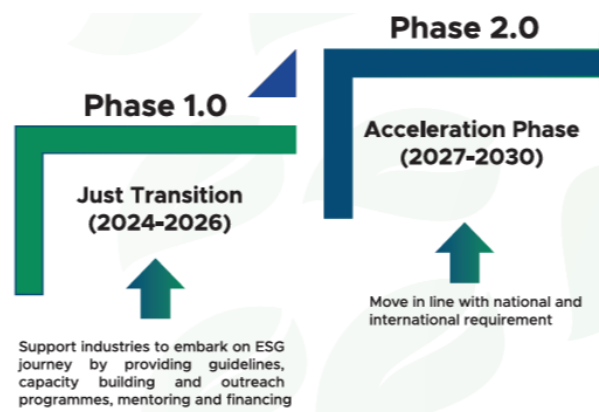 Phase 1.0
Just Transition
(2024-2026)
Support industries to embark on ESG
journey by providing guidelines,
capacity building and outreach
programmes, mentoring and financing
Phase 2.0
Acceleration Phase
(2027-2030)
Move in line with national and
international requirement